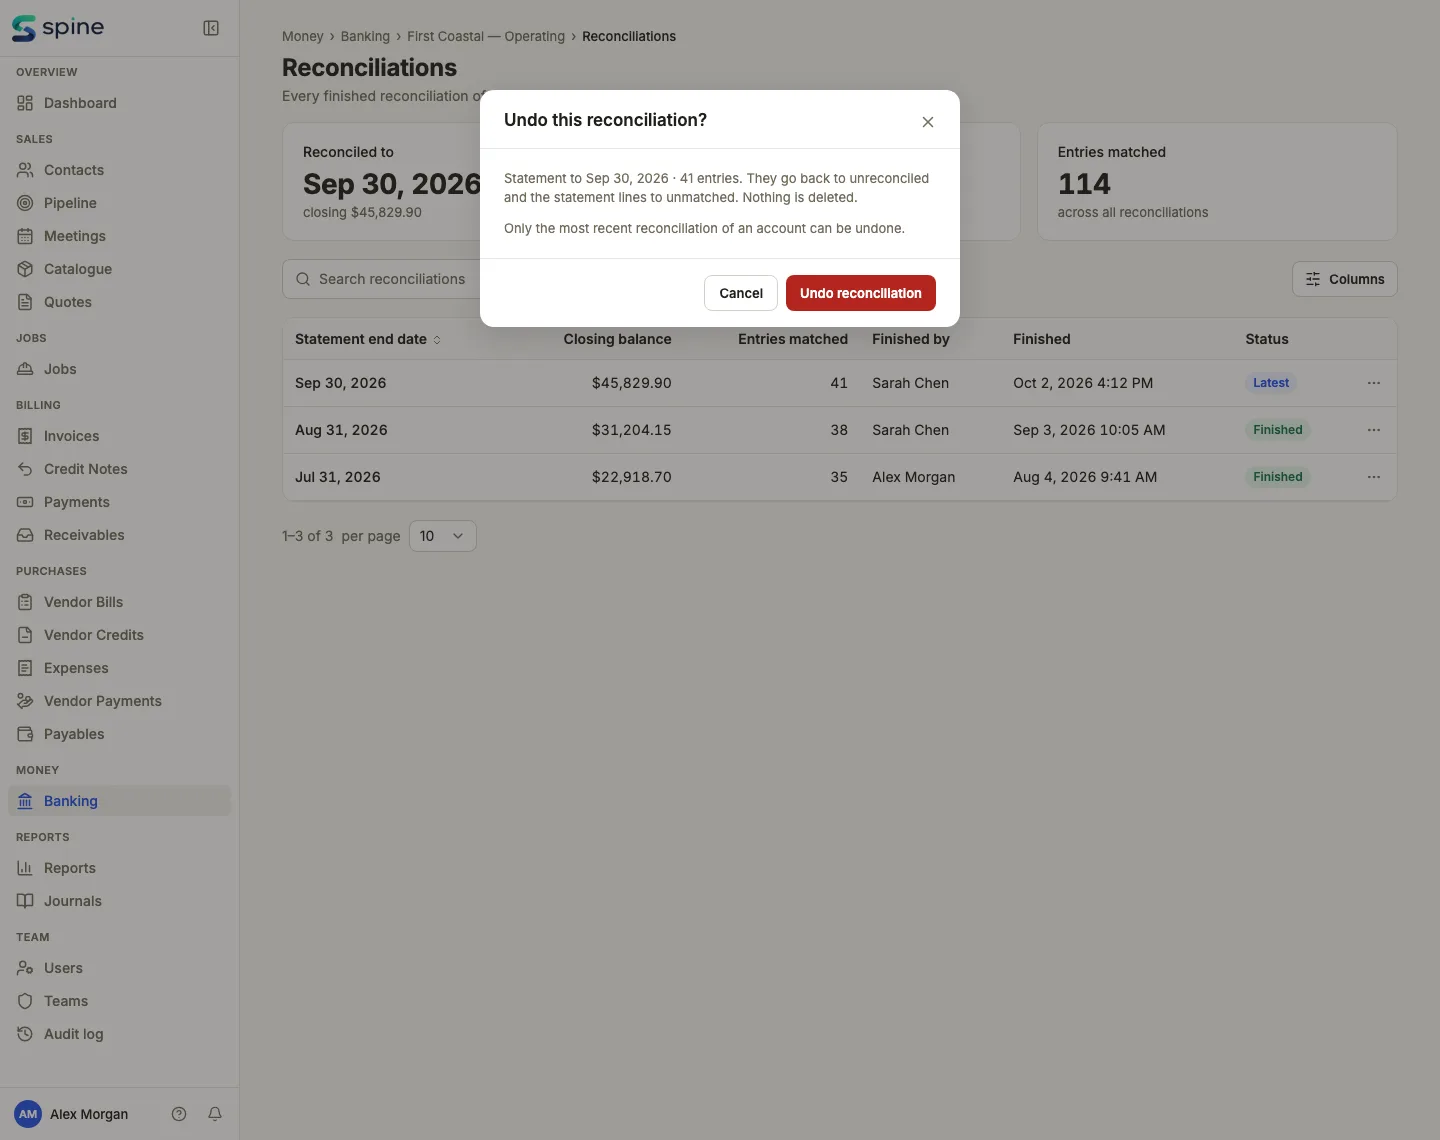 spine
OVERVIEW
Dashboard
SALES
Contacts
Pipeline
Meetings
Catalogue
Quotes
JOBS
Jobs
BILLING
Invoices
Credit Notes
Payments
Receivables
PURCHASES
Vendor Bills
Vendor Credits
Expenses
Vendor Payments
Payables
MONEY
Banking
REPORTS
Reports
Journals
TEAM
Users
Teams
Audit log
AM Alex Morgan
Money › Banking › First Coastal — Operating › Reconciliations
Reconciliations
Every finished reconciliation of
Reconciled to
Sep 30, 2026
closing $45,829.90
Entries matched
114
across all reconciliations
Search reconciliations
Columns
Undo this reconciliation?
Statement to Sep 30, 2026 · 41 entries. They go back to unreconciled
and the statement lines to unmatched. Nothing is deleted.
Only the most recent reconciliation of an account can be undone.
Cancel Undo reconciliation
Statement end date Closing balance Entries matched Finished by Finished Status
Sep 30, 2026 $45,829.90 41 Sarah Chen Oct 2, 2026 4:12 PM Latest
Aug 31, 2026 $31,204.15 38 Sarah Chen Sep 3, 2026 10:05 AM Finished
Jul 31, 2026 $22,918.70 35 Alex Morgan Aug 4, 2026 9:41 AM Finished
1–3 of 3 per page 10